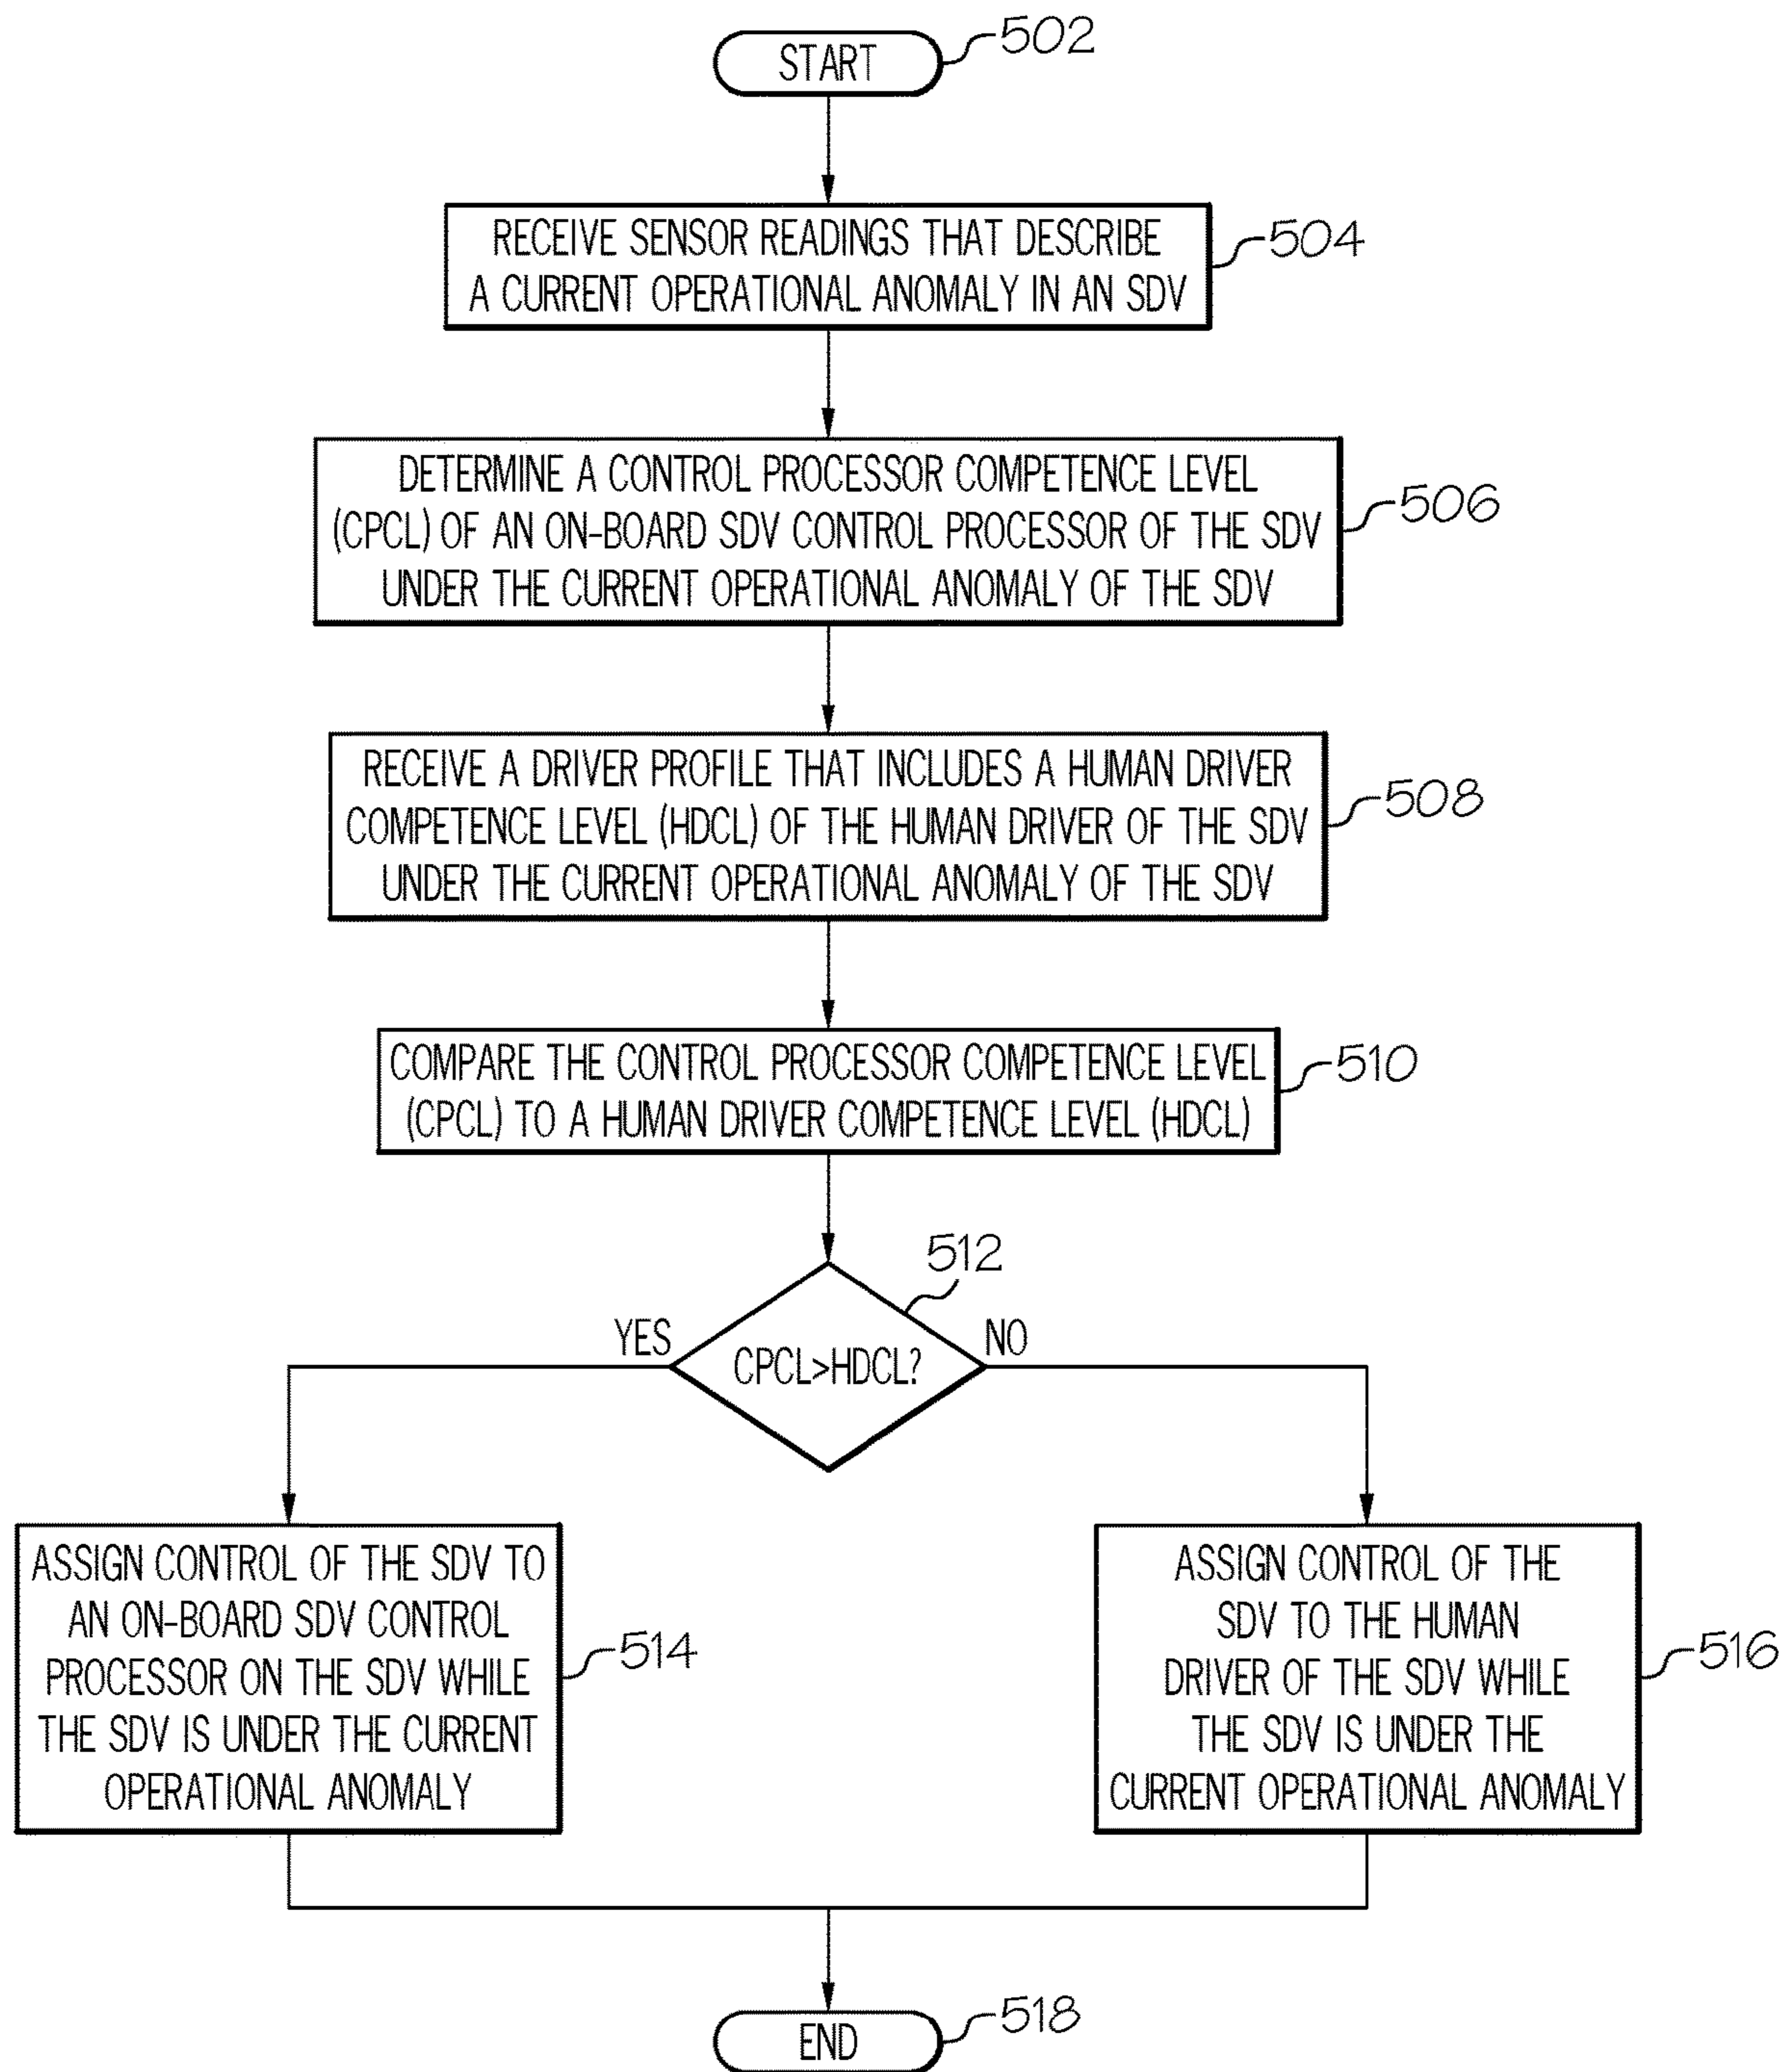 START
502
RECEIVE SENSOR READINGS THAT DESCRIBE
A CURRENT OPERATIONAL ANOMALY IN AN SDV
504
DETERMINE A CONTROL PROCESSOR COMPETENCE LEVEL
(CPCL) OF AN ON-BOARD SDV CONTROL PROCESSOR OF THE SDV
UNDER THE CURRENT OPERATIONAL ANOMALY OF THE SDV
506
RECEIVE A DRIVER PROFILE THAT INCLUDES A HUMAN DRIVER
COMPETENCE LEVEL (HDCL) OF THE HUMAN DRIVER OF THE SDV
UNDER THE CURRENT OPERATIONAL ANOMALY OF THE SDV
508
COMPARE THE CONTROL PROCESSOR COMPETENCE LEVEL
(CPCL) TO A HUMAN DRIVER COMPETENCE LEVEL (HDCL)
510
512
YES
CPCL>HDCL?
NO
ASSIGN CONTROL OF THE SDV TO
AN ON-BOARD SDV CONTROL
PROCESSOR ON THE SDV WHILE
THE SDV IS UNDER THE CURRENT
OPERATIONAL ANOMALY
514
ASSIGN CONTROL OF THE
SDV TO THE HUMAN
DRIVER OF THE SDV WHILE
THE SDV IS UNDER THE
CURRENT OPERATIONAL ANOMALY
516
END
518